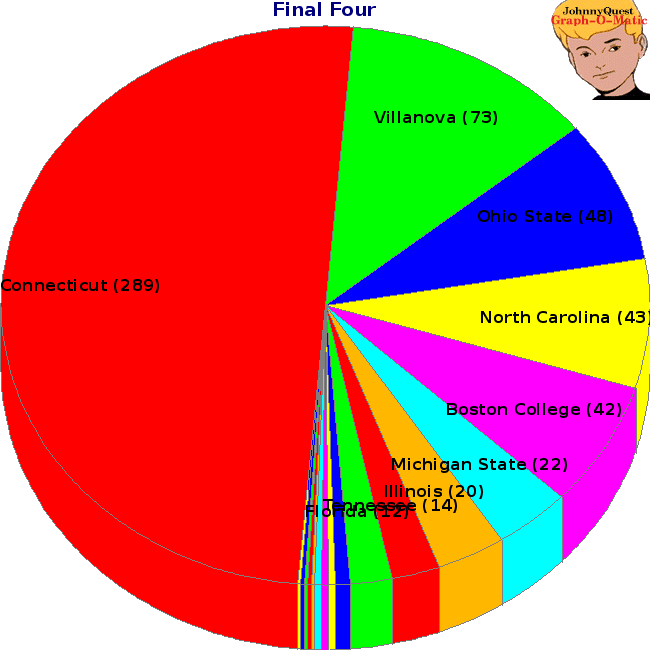 Final Four
JohnnyQuest
Graph-O-Matic
Villanova (73)
Ohio State (48)
Connecticut (289)
North Carolina (43)
Boston College (42)
Michigan State (22)
Illinois (20)
Tennessee (14)
Florida (12)